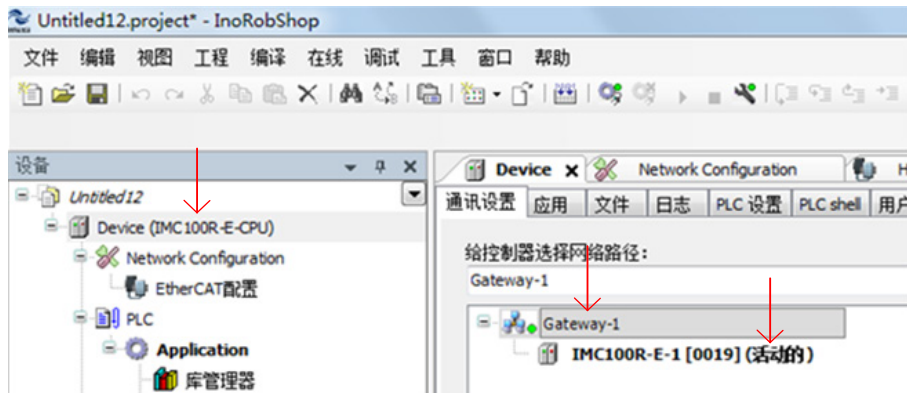 Untitled12.project* - InoRobShop
文件 编辑 视图 工程 编译 在线 调试 工具 窗口 帮助
设备
Untitled12
Device (IMC100R-E-CPU)
Network Configuration
EtherCAT配置
PLC
Application
库管理器
Device Network Configuration H
通讯设置 应用 文件 日志 PLC 设置 PLC shell 用户
给控制器选择网络路径:
Gateway-1
Gateway-1
IMC100R-E-1 [0019] (活动的)